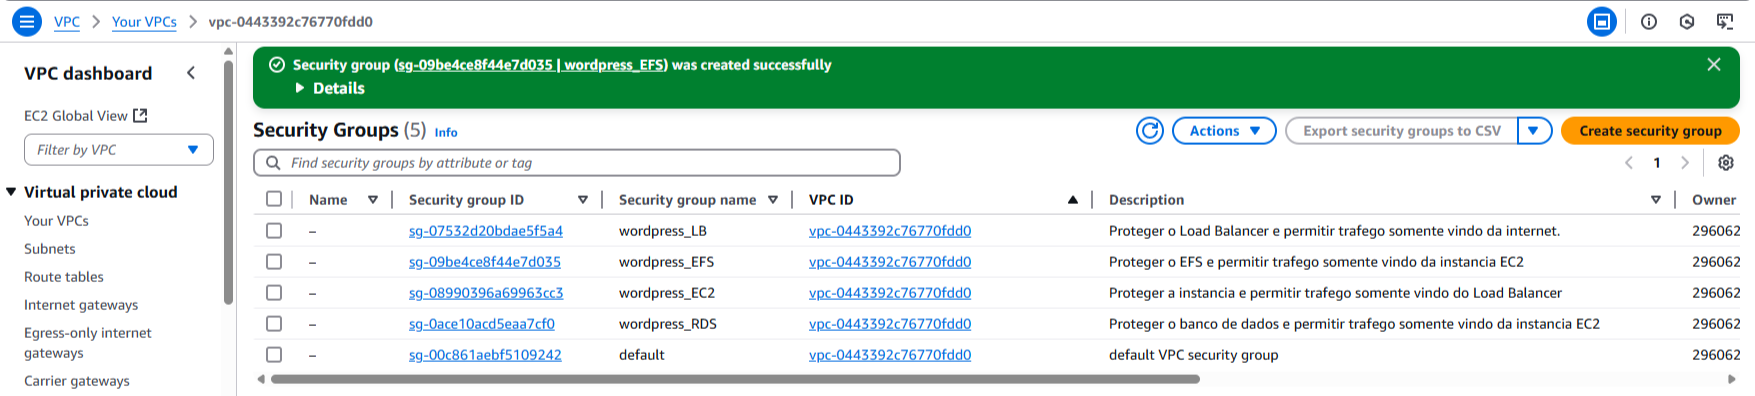 VPC > Your VPCs > vpc-0443392c76770fdd0
VPC dashboard
EC2 Global View
Filter by VPC
Virtual private cloud
Your VPCs
Subnets
Route tables
Internet gateways
Egress-only internet
gateways
Carrier gateways
Security group (sg-09be4ce8f44e7d035 | wordpress_EFS) was created successfully
Details
Security Groups (5) Info
Actions
Export security groups to CSV
Create security group
Find security groups by attribute or tag
1
Name Security group ID Security group name VPC ID Description Owner
– sg-07532d20bdae5f5a4 wordpress_LB vpc-0443392c76770fdd0 Proteger o Load Balancer e permitir trafego somente vindo da internet. 296062
– sg-09be4ce8f44e7d035 wordpress_EFS vpc-0443392c76770fdd0 Proteger o EFS e permitir trafego somente vindo da instancia EC2 296062
– sg-08990396a69963cc3 wordpress_EC2 vpc-0443392c76770fdd0 Proteger a instancia e permitir trafego somente vindo do Load Balancer 296062
– sg-0ace10acd5eaa7cf0 wordpress_RDS vpc-0443392c76770fdd0 Proteger o banco de dados e permitir trafego somente vindo da instancia EC2 296062
– sg-00c861aebf5109242 default vpc-0443392c76770fdd0 default VPC security group 296062